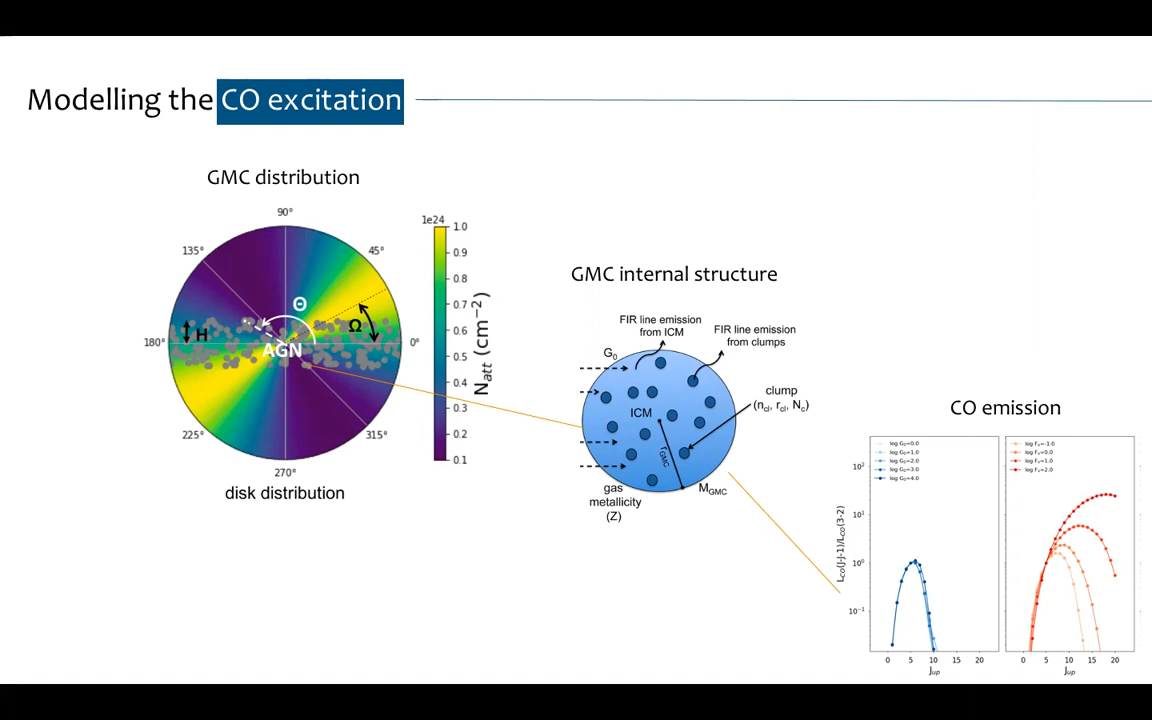 Modelling the CO excitation
GMC distribution
90°
135°
45°
180°
0°
225°
315°
270°
Θ
Ω
H
AGN
disk distribution
1e24
1.0
0.9
0.8
0.7
0.6
0.5
0.4
0.3
0.2
0.1
N_att (cm⁻²)
GMC internal structure
FIR line emission
from ICM
FIR line emission
from clumps
G₀
clump
(n_cl, r_cl, N_c)
ICM
r_GMC
M_GMC
gas
metallicity
(Z)
CO emission
log G₀=0.0
log G₀=1.0
log G₀=2.0
log G₀=3.0
log G₀=4.0
log Fₓ=-1.0
log Fₓ=0.0
log Fₓ=1.0
log Fₓ=2.0
L_CO(J-J-1)/L_CO(3-2)
10²
10¹
10⁰
10⁻¹
0 5 10 15 20
J_up
0 5 10 15 20
J_up